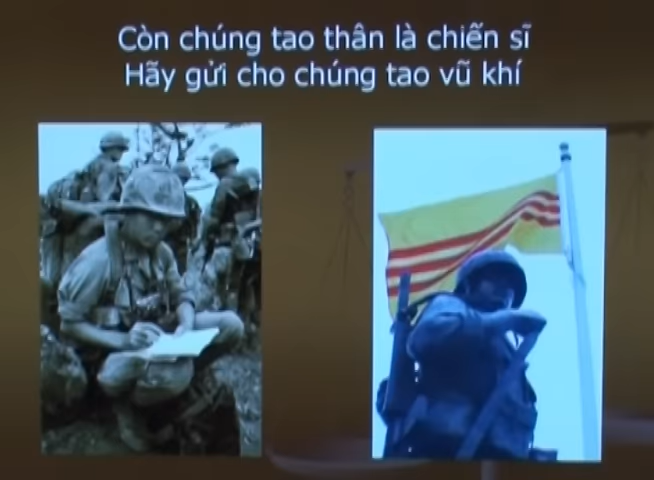 Còn chúng tao thân là chiến sĩ
Hãy gửi cho chúng tao vũ khí